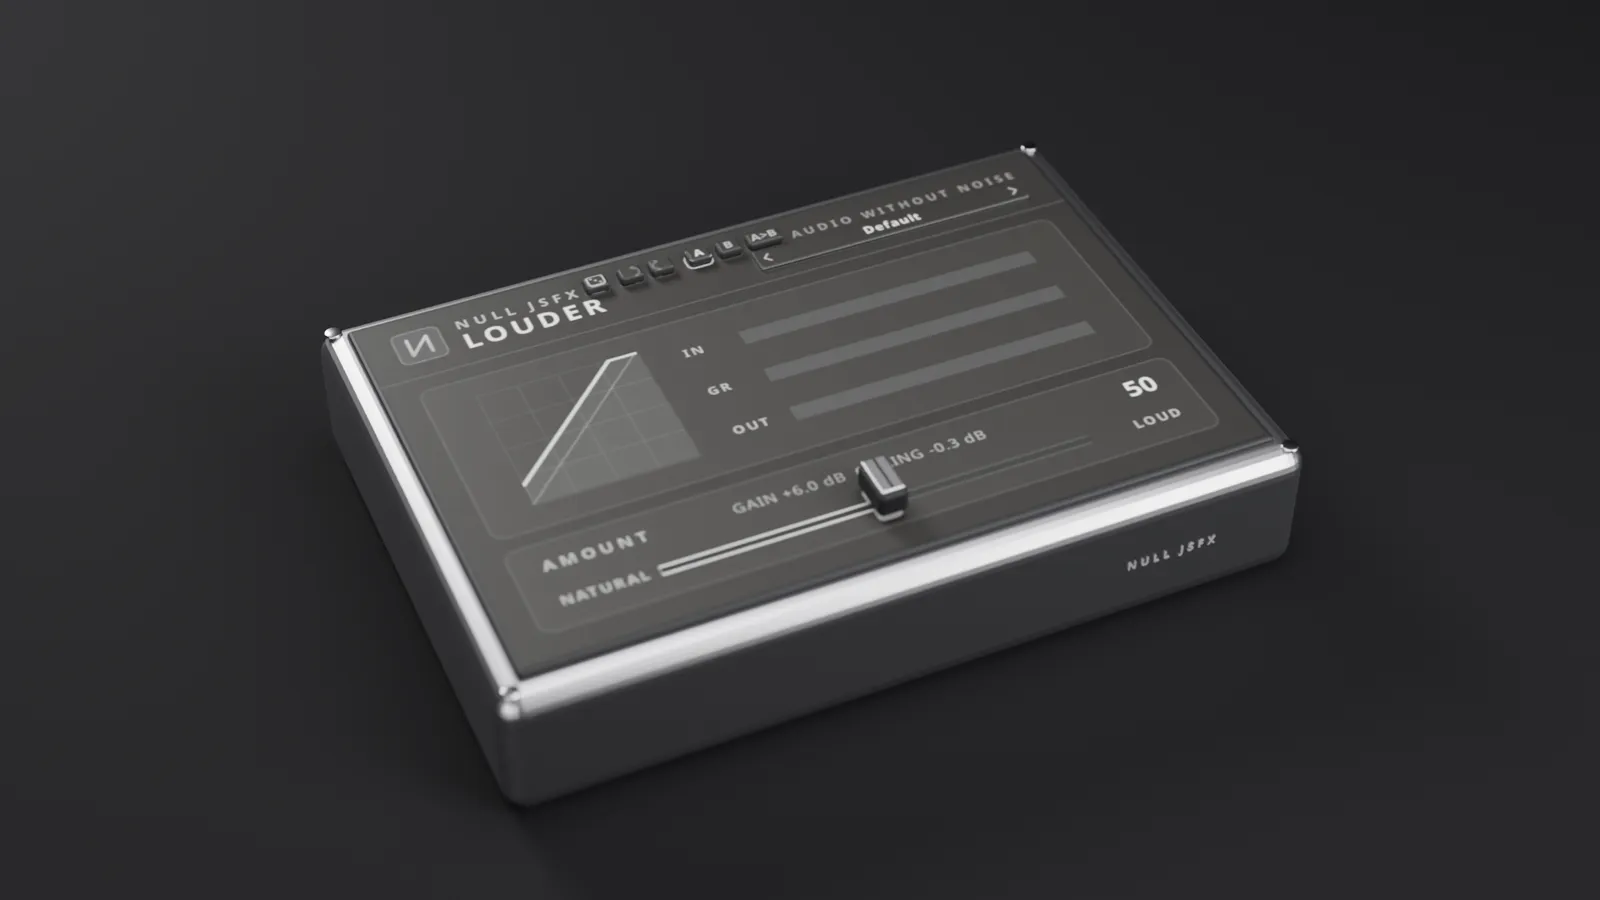 NULL JSFX
LOUDER
A
B
A>B
AUDIO WITHOUT NOISE
<
Default
>
IN
GR
OUT
AMOUNT
GAIN +6.0 dB
ING -0.3 dB
50
NATURAL
LOUD
NULL JSFX